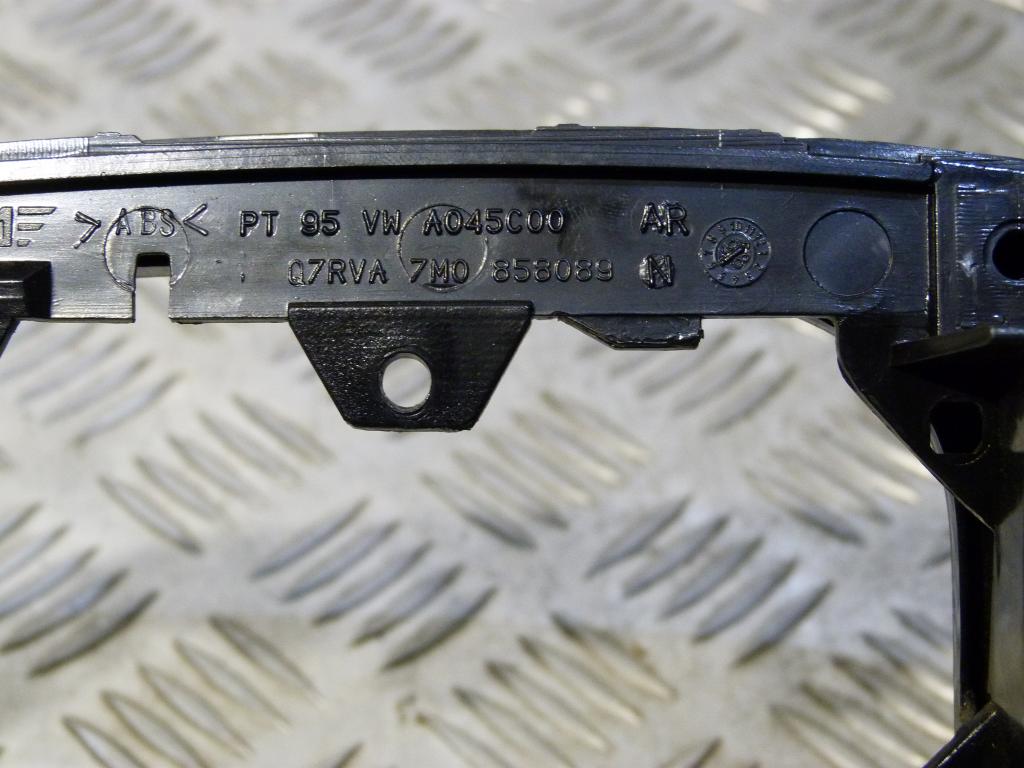 >ABS< PT 95 VW A045C00 AR
Q7RVA 7M0 858089 N